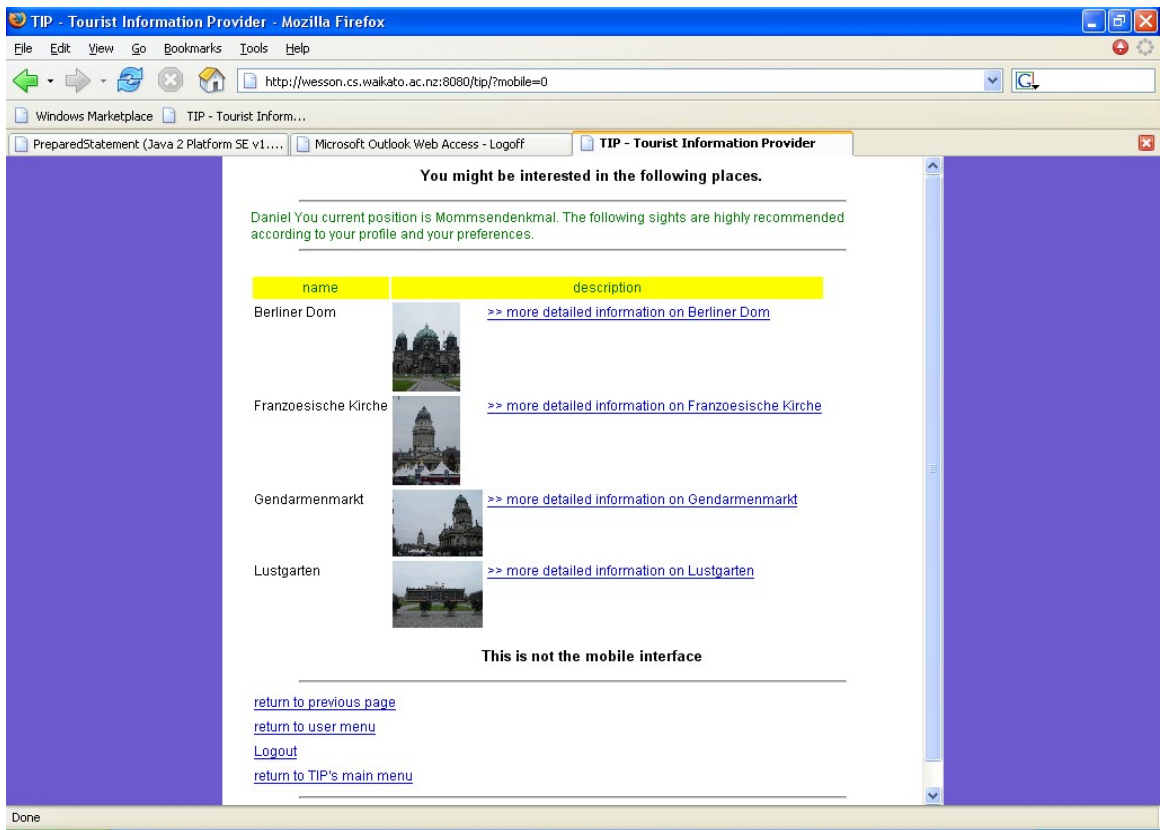 TIP - Tourist Information Provider - Mozilla Firefox
File Edit View Go Bookmarks Tools Help
http://wesson.cs.waikato.ac.nz:8080/tip/?mobile=0
G
Windows Marketplace TIP - Tourist Inform...
PreparedStatement (Java 2 Platform SE v1.... Microsoft Outlook Web Access - Logoff TIP - Tourist Information Provider
You might be interested in the following places.
Daniel You current position is Mommsendenkmal. The following sights are highly recommended
according to your profile and your preferences.
name description
Berliner Dom >> more detailed information on Berliner Dom
Franzoesische Kirche >> more detailed information on Franzoesische Kirche
Gendarmenmarkt >> more detailed information on Gendarmenmarkt
Lustgarten >> more detailed information on Lustgarten
This is not the mobile interface
return to previous page
return to user menu
Logout
return to TIP's main menu
Done